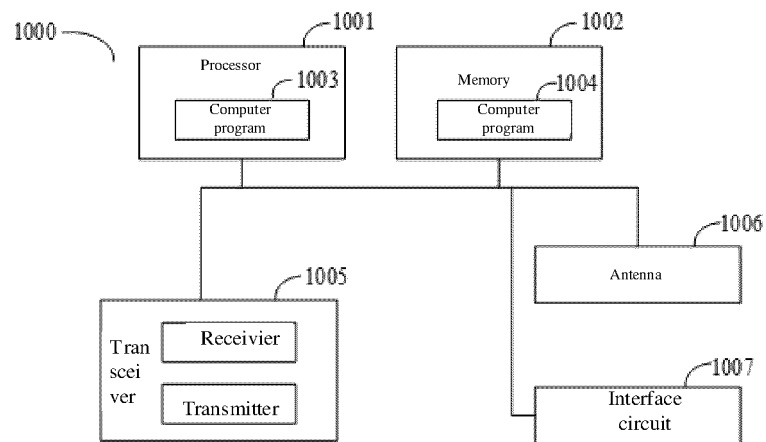 1000
1001
1002
Processor
1003
Computer
program
Memory
1004
Computer
program
1006
Antenna
1005
Tran
scei
ver
Receivier
Transmitter
1007
Interface
circuit